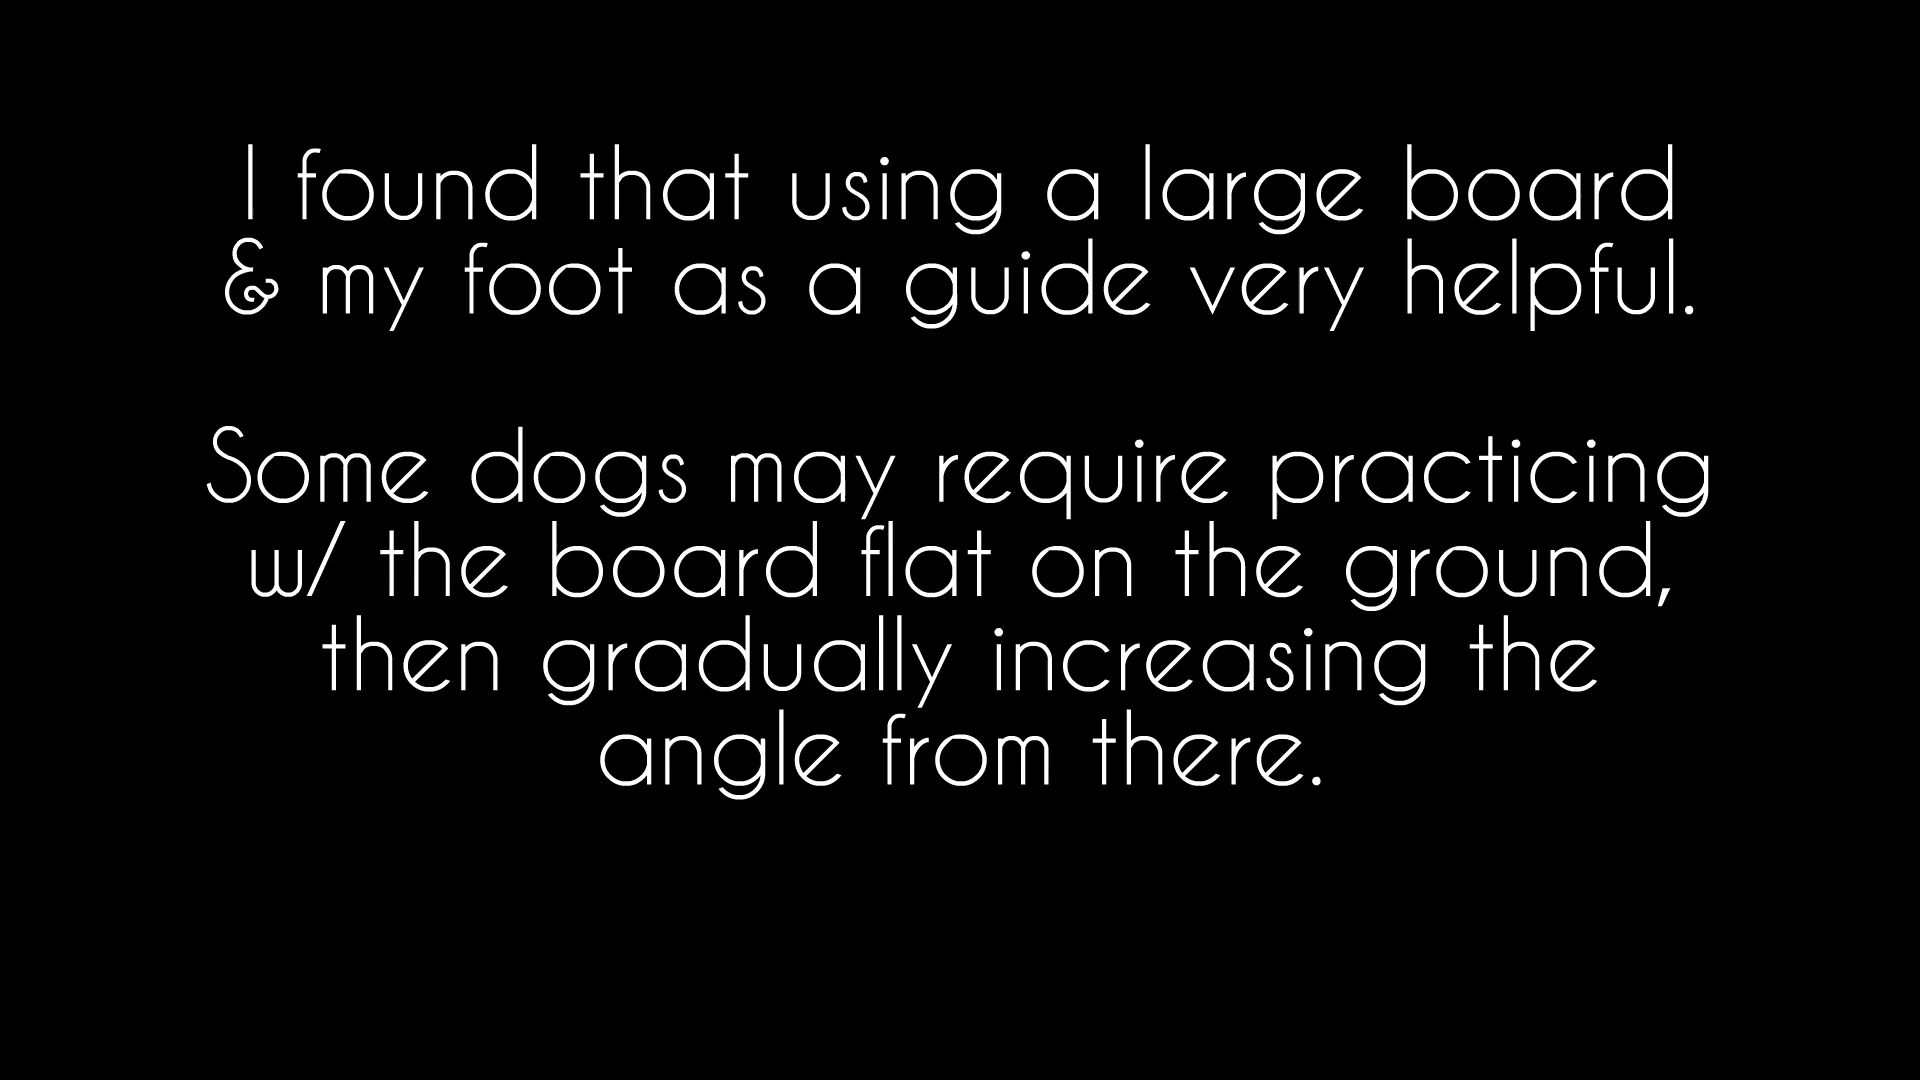 I found that using a large board
& my foot as a guide very helpful.
Some dogs may require practicing
w/ the board flat on the ground,
then gradually increasing the
angle from there.